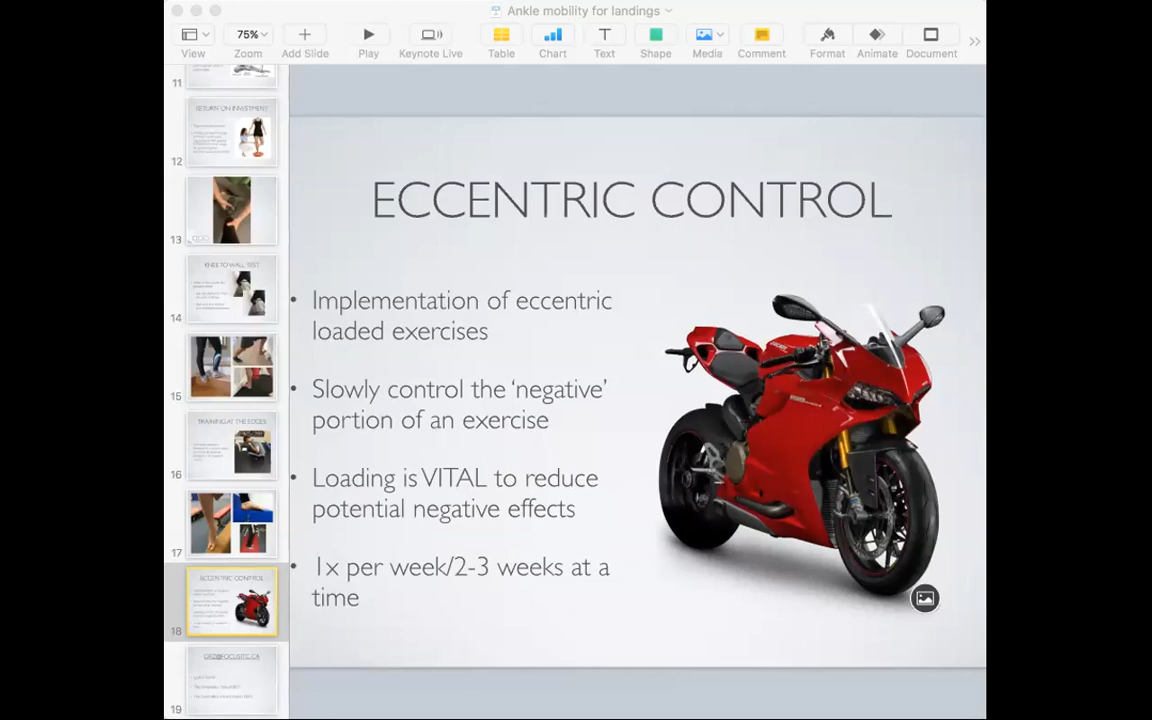 Ankle mobility for landings
75%
View
Zoom
Add Slide
Play
Keynote Live
Table
Chart
Text
Shape
Media
Comment
Format
Animate
Document
11
RETURN ON INVESTMENT
12
13
KNEE TO WALL TEST
14
15
TRAINING AT THE EDGES
16
17
ECCENTRIC CONTROL
18
19
ECCENTRIC CONTROL
• Implementation of eccentric
loaded exercises
• Slowly control the ‘negative’
portion of an exercise
• Loading is VITAL to reduce
potential negative effects
• 1x per week/2-3 weeks at a
time